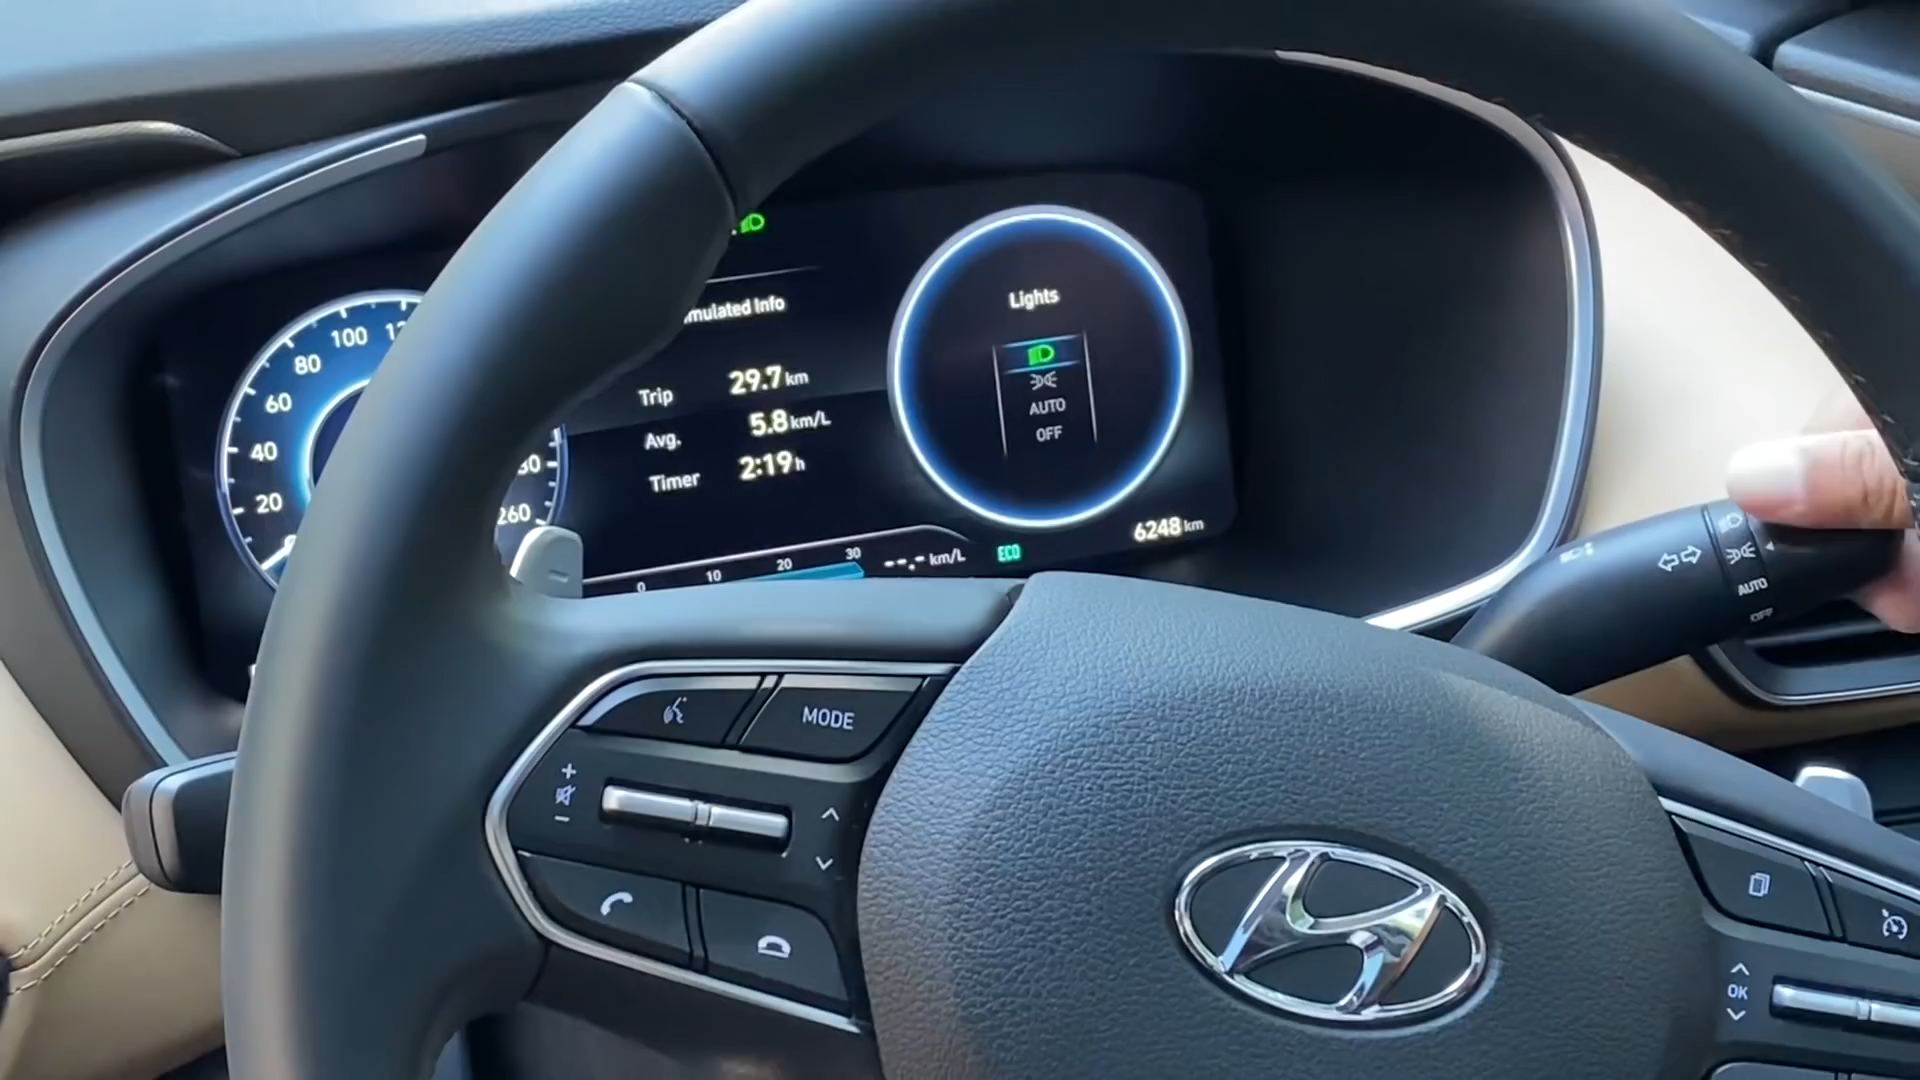 mulated Info
Trip 29.7 km
Avg. 5.8 km/L
Timer 2:19 h
Lights
AUTO
OFF
100
80
60
40
20
260
0 10 20 30 --.- km/L
ECO
6248 km
AUTO
OFF
MODE
OK